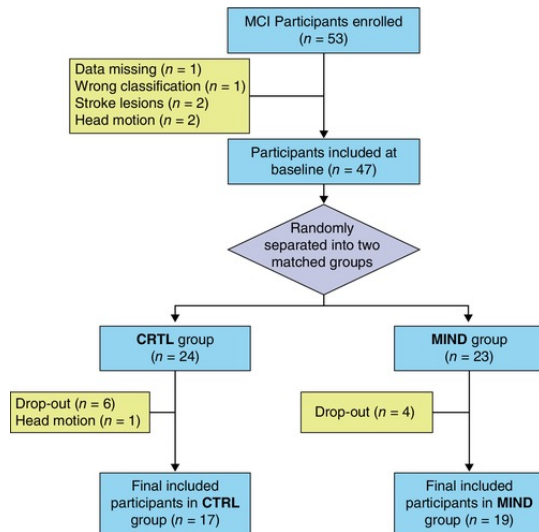 MCI Participants enrolled
(n = 53)
Data missing (n = 1)
Wrong classification (n = 1)
Stroke lesions (n = 2)
Head motion (n = 2)
Participants included at
baseline (n = 47)
Randomly
separated into two
matched groups
CRTL group
(n = 24)
MIND group
(n = 23)
Drop-out (n = 6)
Head motion (n = 1)
Drop-out (n = 4)
Final included
participants in CTRL
group (n = 17)
Final included
participants in MIND
group (n = 19)